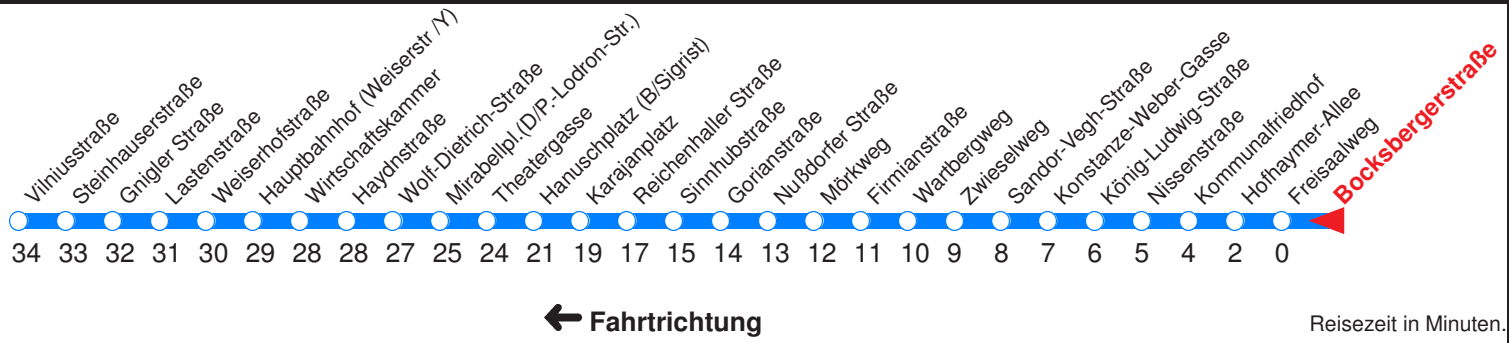 Viliniusstraße
Steinhauserstraße
Gnigler Straße
Lastenstraße
Weiserhofstraße
Hauptbahnhof (Weiserstr /Y)
Wirtschaftskammer
Haydnstraße
Wolf-Dietrich-Straße
Mirabellpl.(D/P.-Lodron-Str.)
Theatergasse
Hanuschplatz (B/Sigrist)
Karajanplatz
Reichenhaller Straße
Sinnhubstraße
Gorianstraße
Nußdorfer Straße
Mörkweg
Firmianstraße
Wartbergweg
Zwieselweg
Sandor-Vegh-Straße
Konstanze-Weber-Gasse
König-Ludwig-Straße
Nissenstraße
Kommunalfriedhof
Hofhaymer-Allee
Freisaalweg
Bocksbergerstraße
34 33 32 31 30 29 28 28 27 25 24 21 19 17 15 14 13 12 11 10 9 8 7 6 5 4 2 0
← Fahrtrichtung
Reisezeit in Minuten.